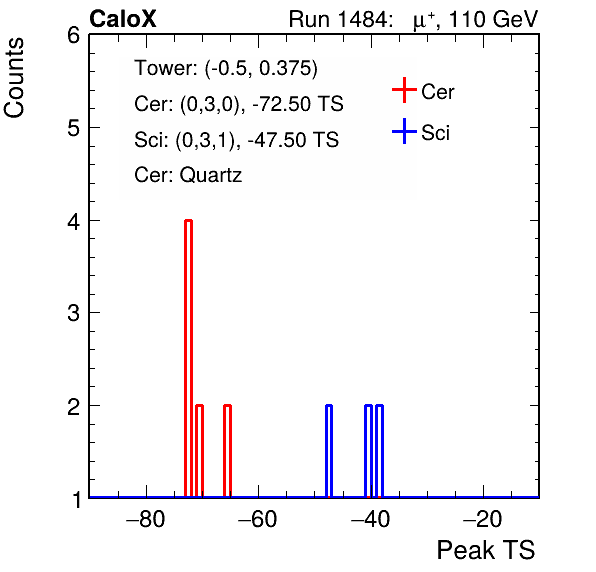 CaloX Run 1484: μ⁺, 110 GeV
Counts
Tower: (-0.5, 0.375)
Cer: (0,3,0), -72.50 TS
Sci: (0,3,1), -47.50 TS
Cer: Quartz
Cer
Sci
6
5
4
3
2
1
−80 −60 −40 −20
Peak TS